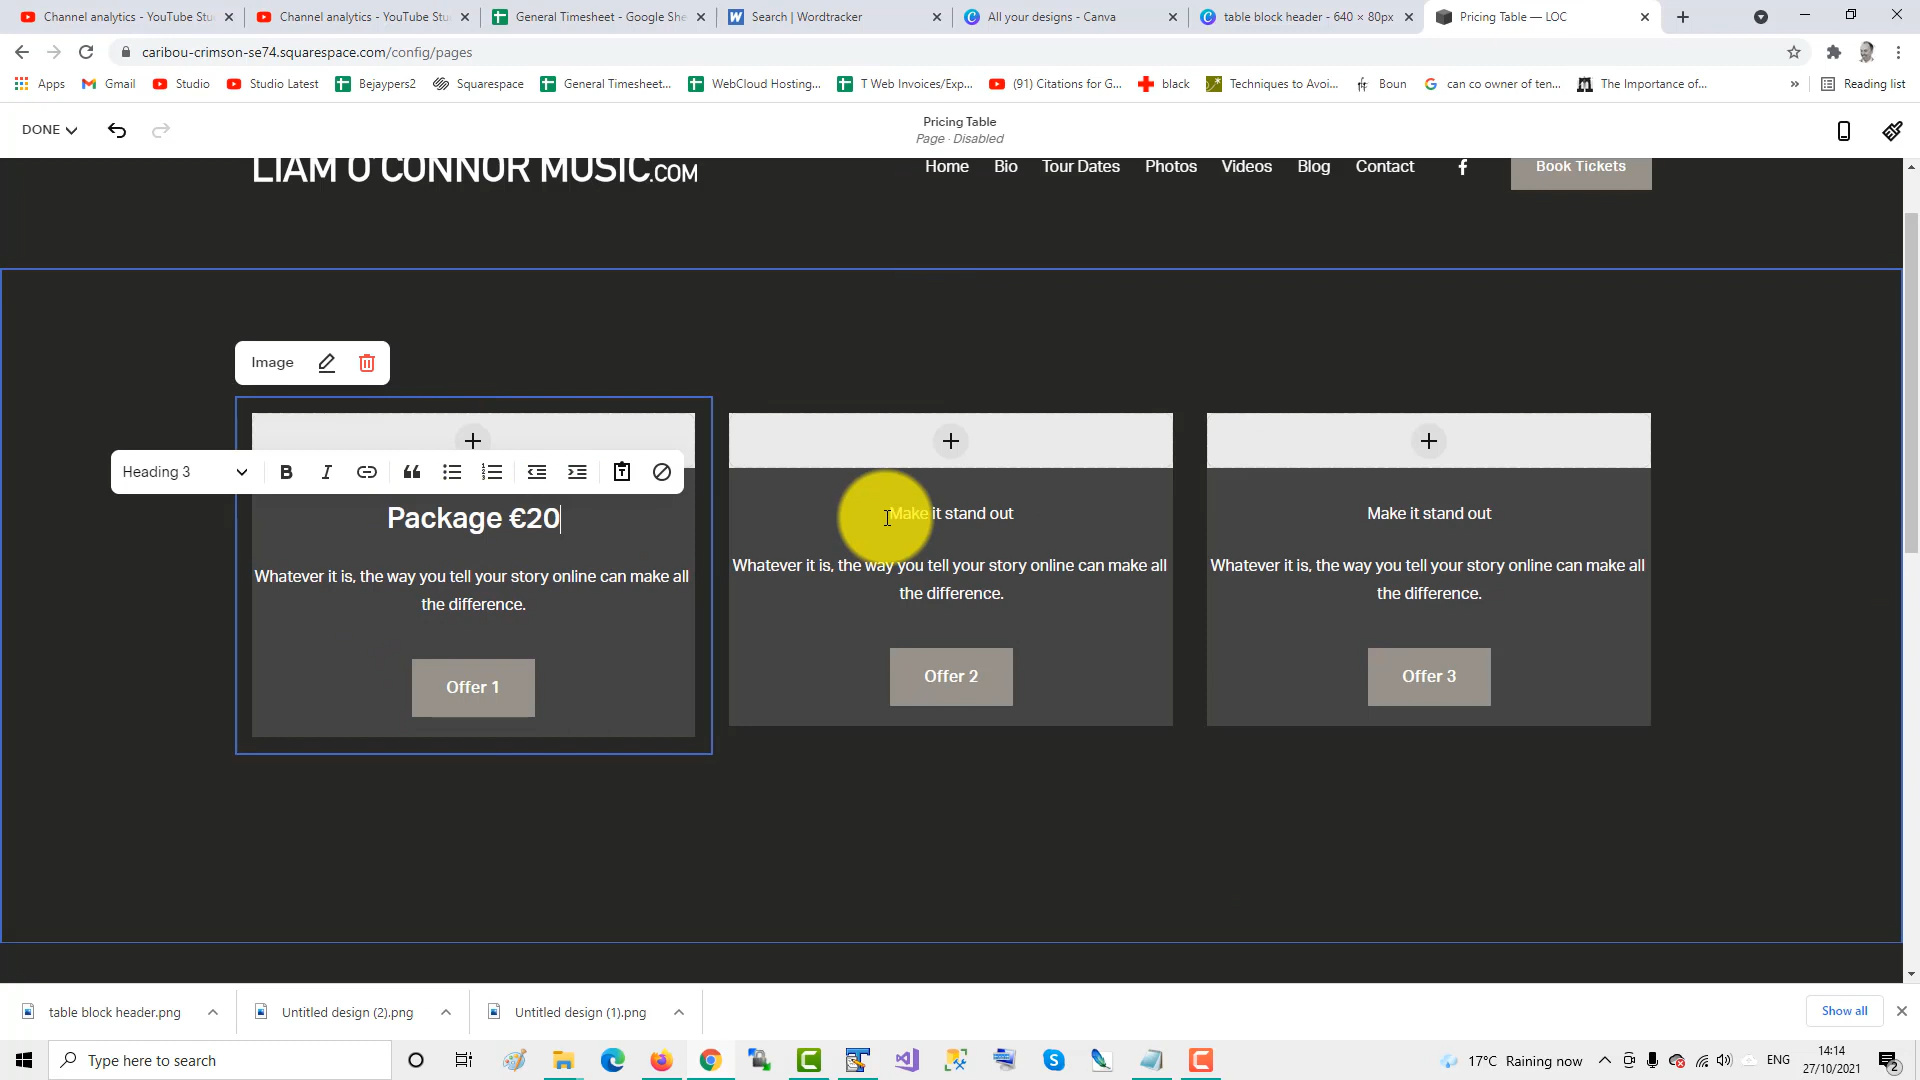 Channel analytics - YouTube Stu
Channel analytics - YouTube Stu
General Timesheet - Google She
Search | Wordtracker
All your designs - Canva
table block header - 640 × 80px
Pricing Table — LOC
caribou-crimson-se74.squarespace.com/config/pages
Apps
Gmail
Studio
Studio Latest
Bejaypers2
Squarespace
General Timesheet...
WebCloud Hosting...
T Web Invoices/Exp...
(91) Citations for G...
black
Techniques to Avoi...
Boun
can co owner of ten...
The Importance of...
»
Reading list
DONE
Pricing Table
Page · Disabled
LIAM O'CONNOR MUSIC.COM
Home
Bio
Tour Dates
Photos
Videos
Blog
Contact
Book Tickets
Image
Heading 3
Package €20
Whatever it is, the way you tell your story online can make all
the difference.
Offer 1
Make it stand out
Whatever it is, the way you tell your story online can make all
the difference.
Offer 2
Make it stand out
Whatever it is, the way you tell your story online can make all
the difference.
Offer 3
table block header.png
Untitled design (2).png
Untitled design (1).png
Show all
Type here to search
17°C Raining now
ENG
14:14
27/10/2021
2